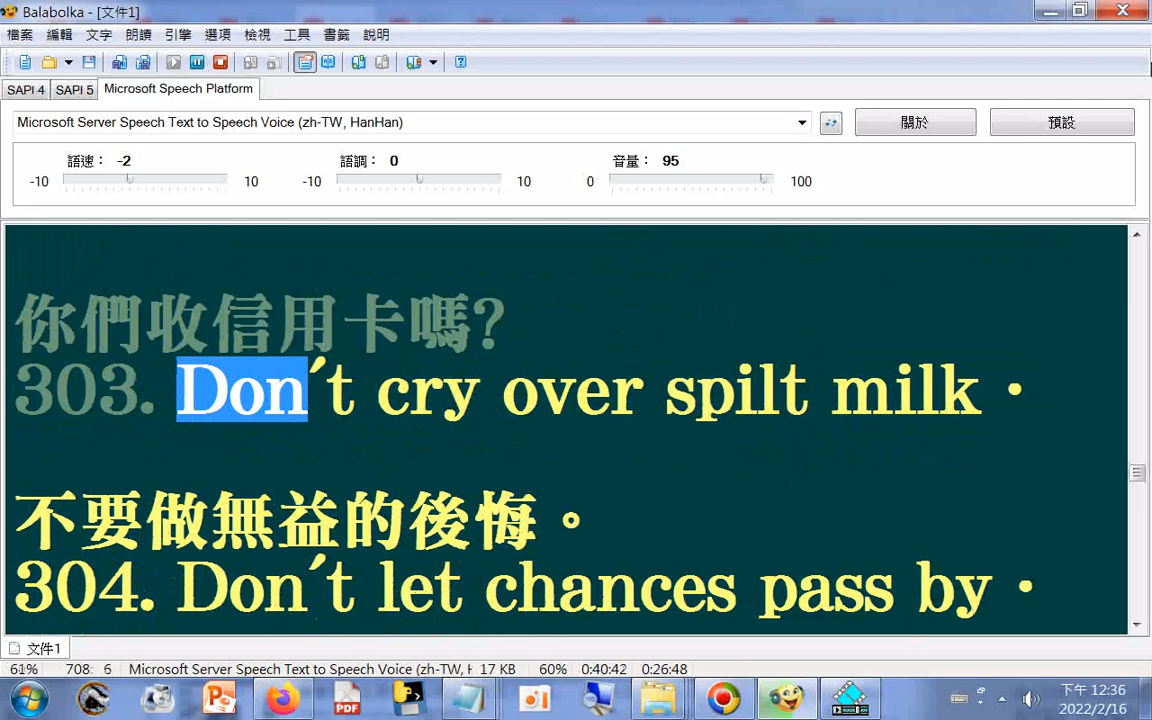 Balabolka - [文件1]
檔案 編輯 文字 朗讀 引擎 選項 檢視 工具 書籤 說明
SAPI 4 SAPI 5 Microsoft Speech Platform
Microsoft Server Speech Text to Speech Voice (zh-TW, HanHan) 關於 預設
語速： -2 語調： 0 音量： 95
-10 10 -10 10 0 100
你們收信用卡嗎?
303. Don't cry over spilt milk．
不要做無益的後悔。
304. Don't let chances pass by．
文件1
61% 708: 6 Microsoft Server Speech Text to Speech Voice (zh-TW, 17 KB 60% 0:40:42 0:26:48
PDF
下午 12:36
2022/2/16